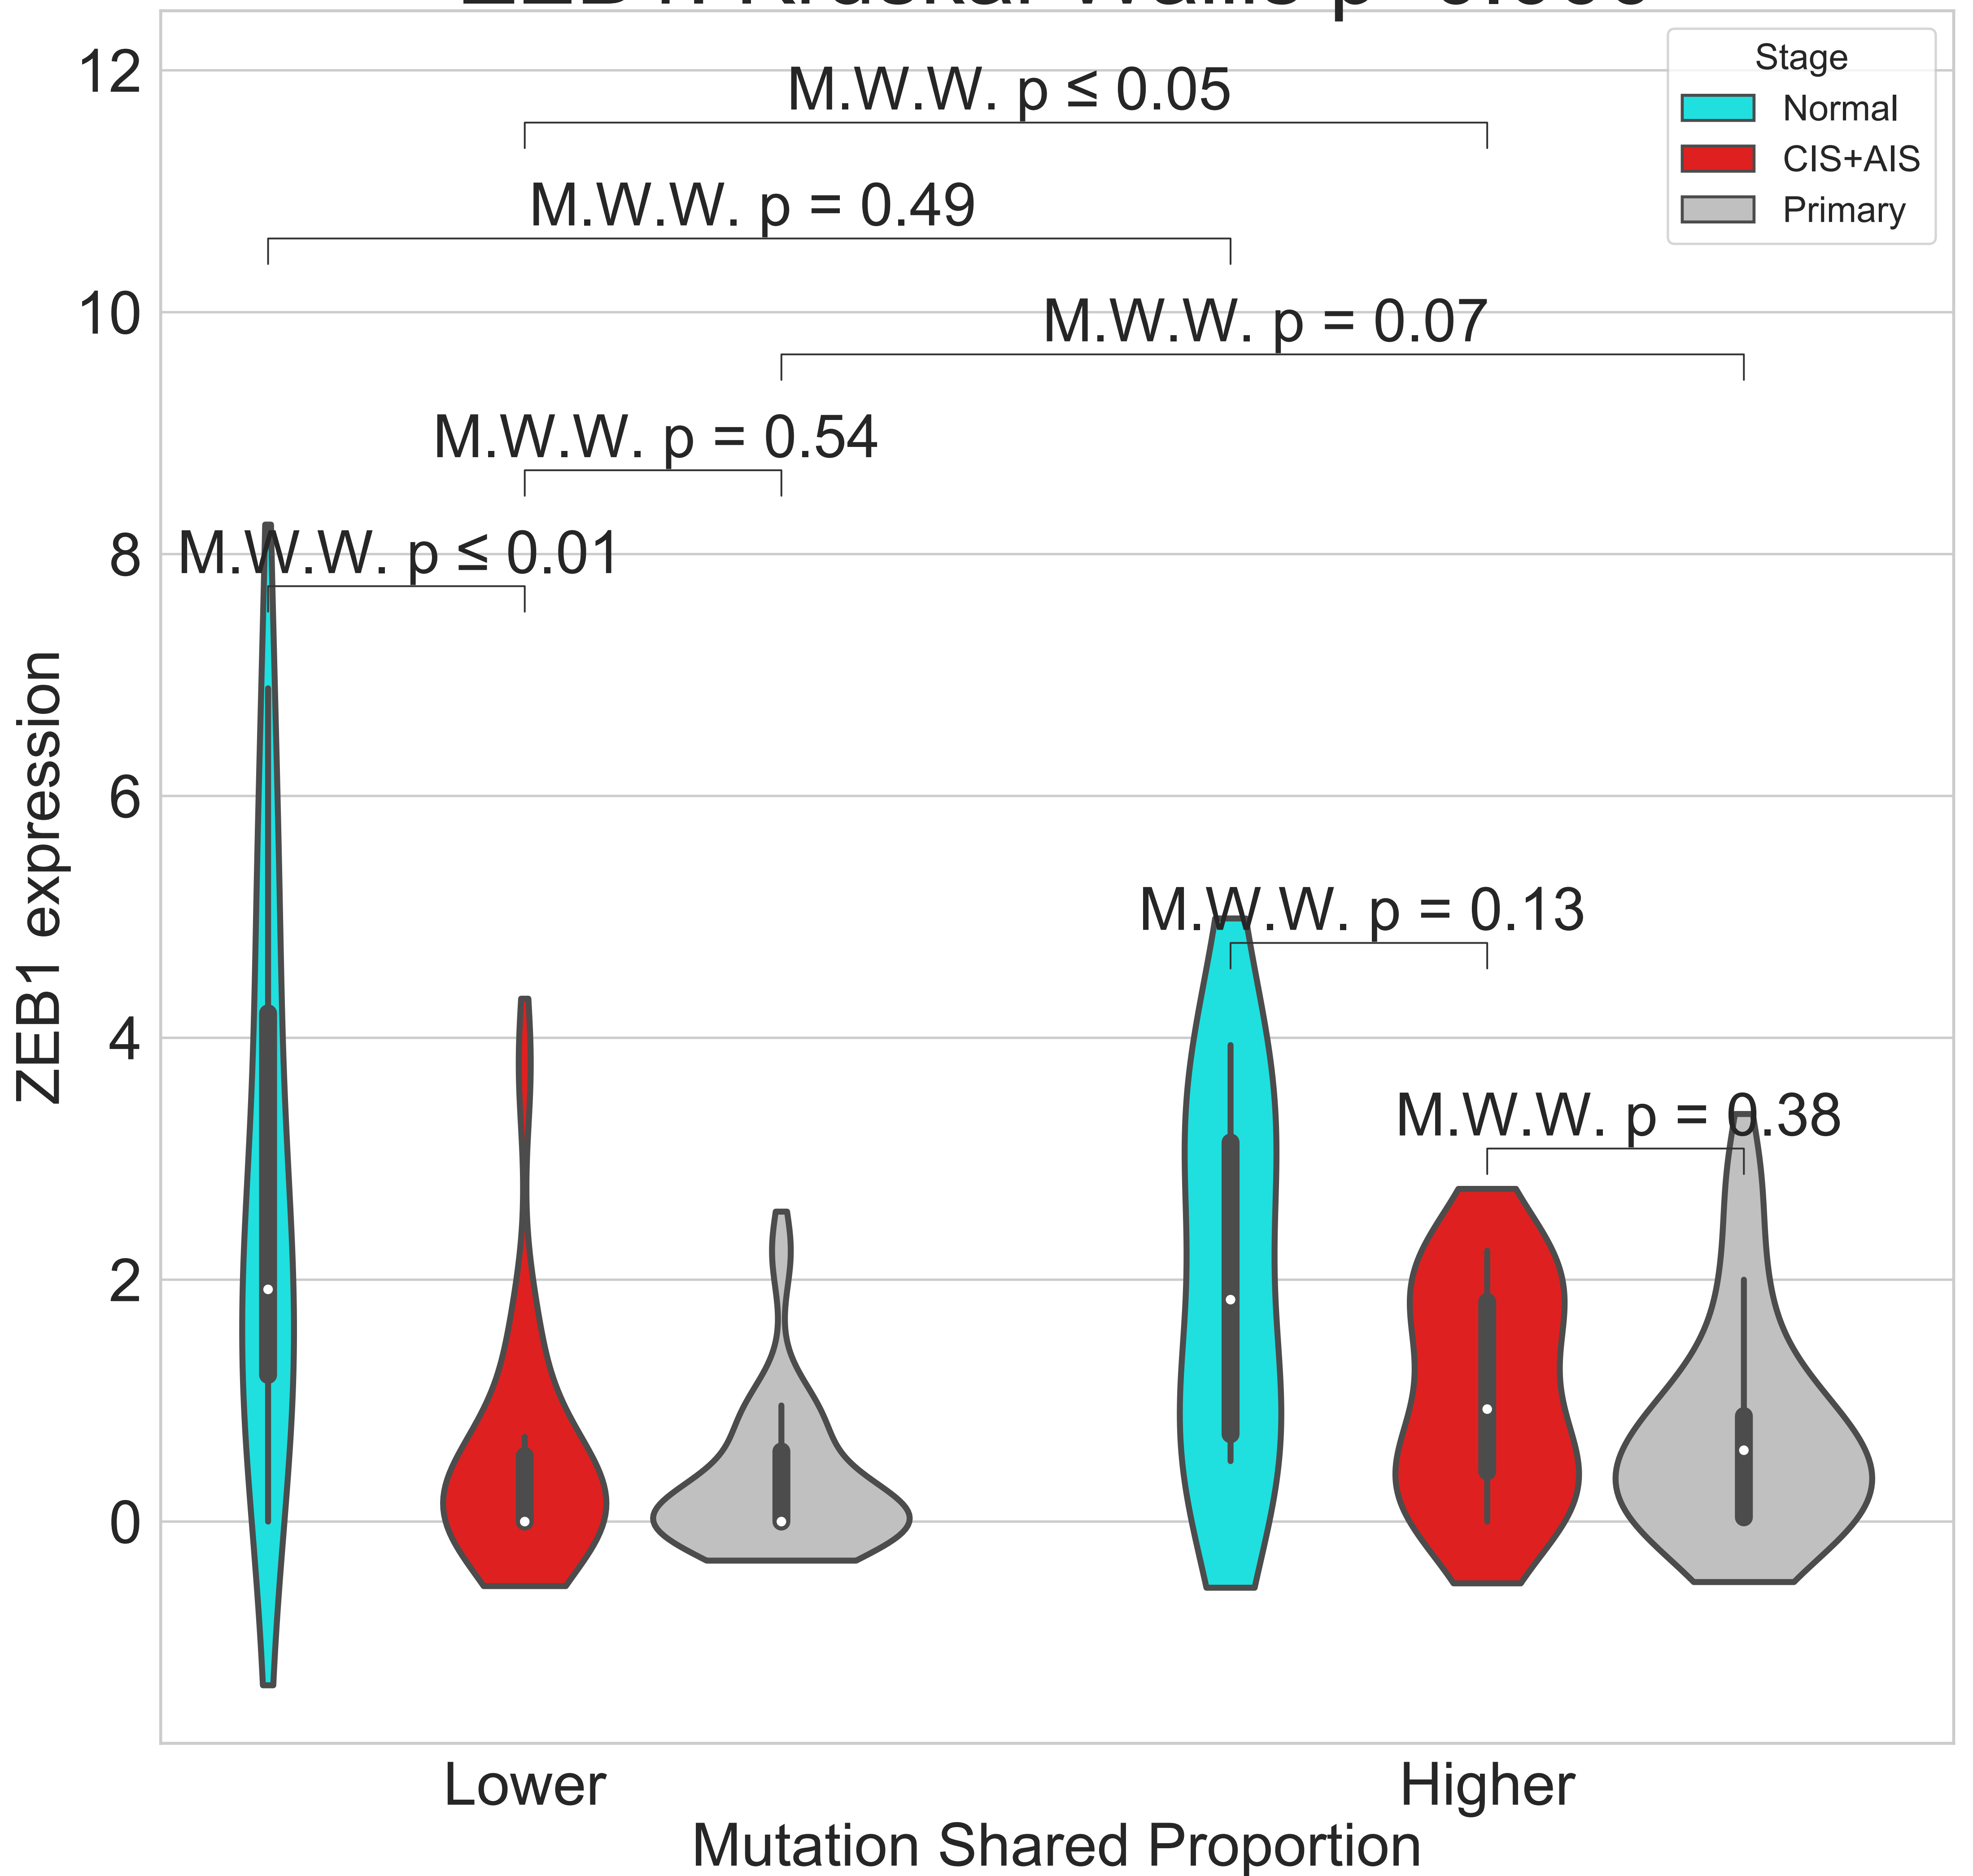 12
10
8
6
4
2
0
ZEB1 expression
M.W.W. p ≤ 0.05
M.W.W. p = 0.49
M.W.W. p = 0.07
M.W.W. p = 0.54
M.W.W. p ≤ 0.01
M.W.W. p = 0.13
M.W.W. p = 0.38
Stage
Normal
CIS+AIS
Primary
Lower
Higher
Mutation Shared Proportion